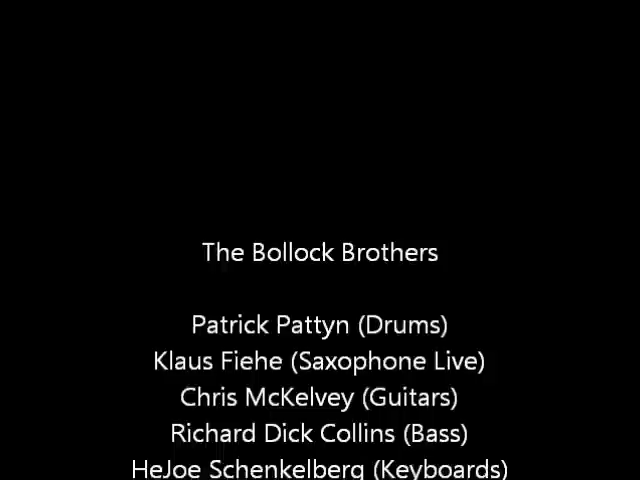 The Bollock Brothers
Patrick Pattyn (Drums)
Klaus Fiehe (Saxophone Live)
Chris McKelvey (Guitars)
Richard Dick Collins (Bass)
HeJoe Schenkelberg (Keyboards)